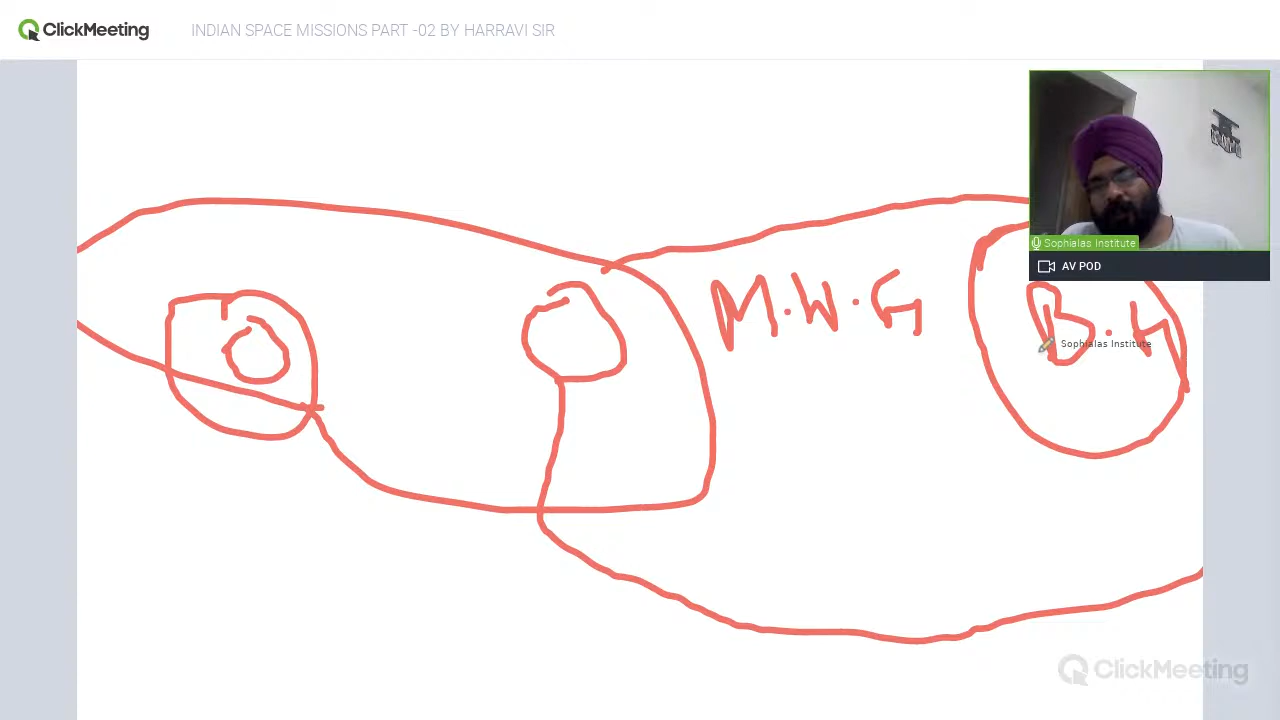 ClickMeeting INDIAN SPACE MISSIONS PART -02 BY HARRAVI SIR
Sophialas Institute
AV POD
M.W.G
B.H
Sophialas Institute
ClickMeeting